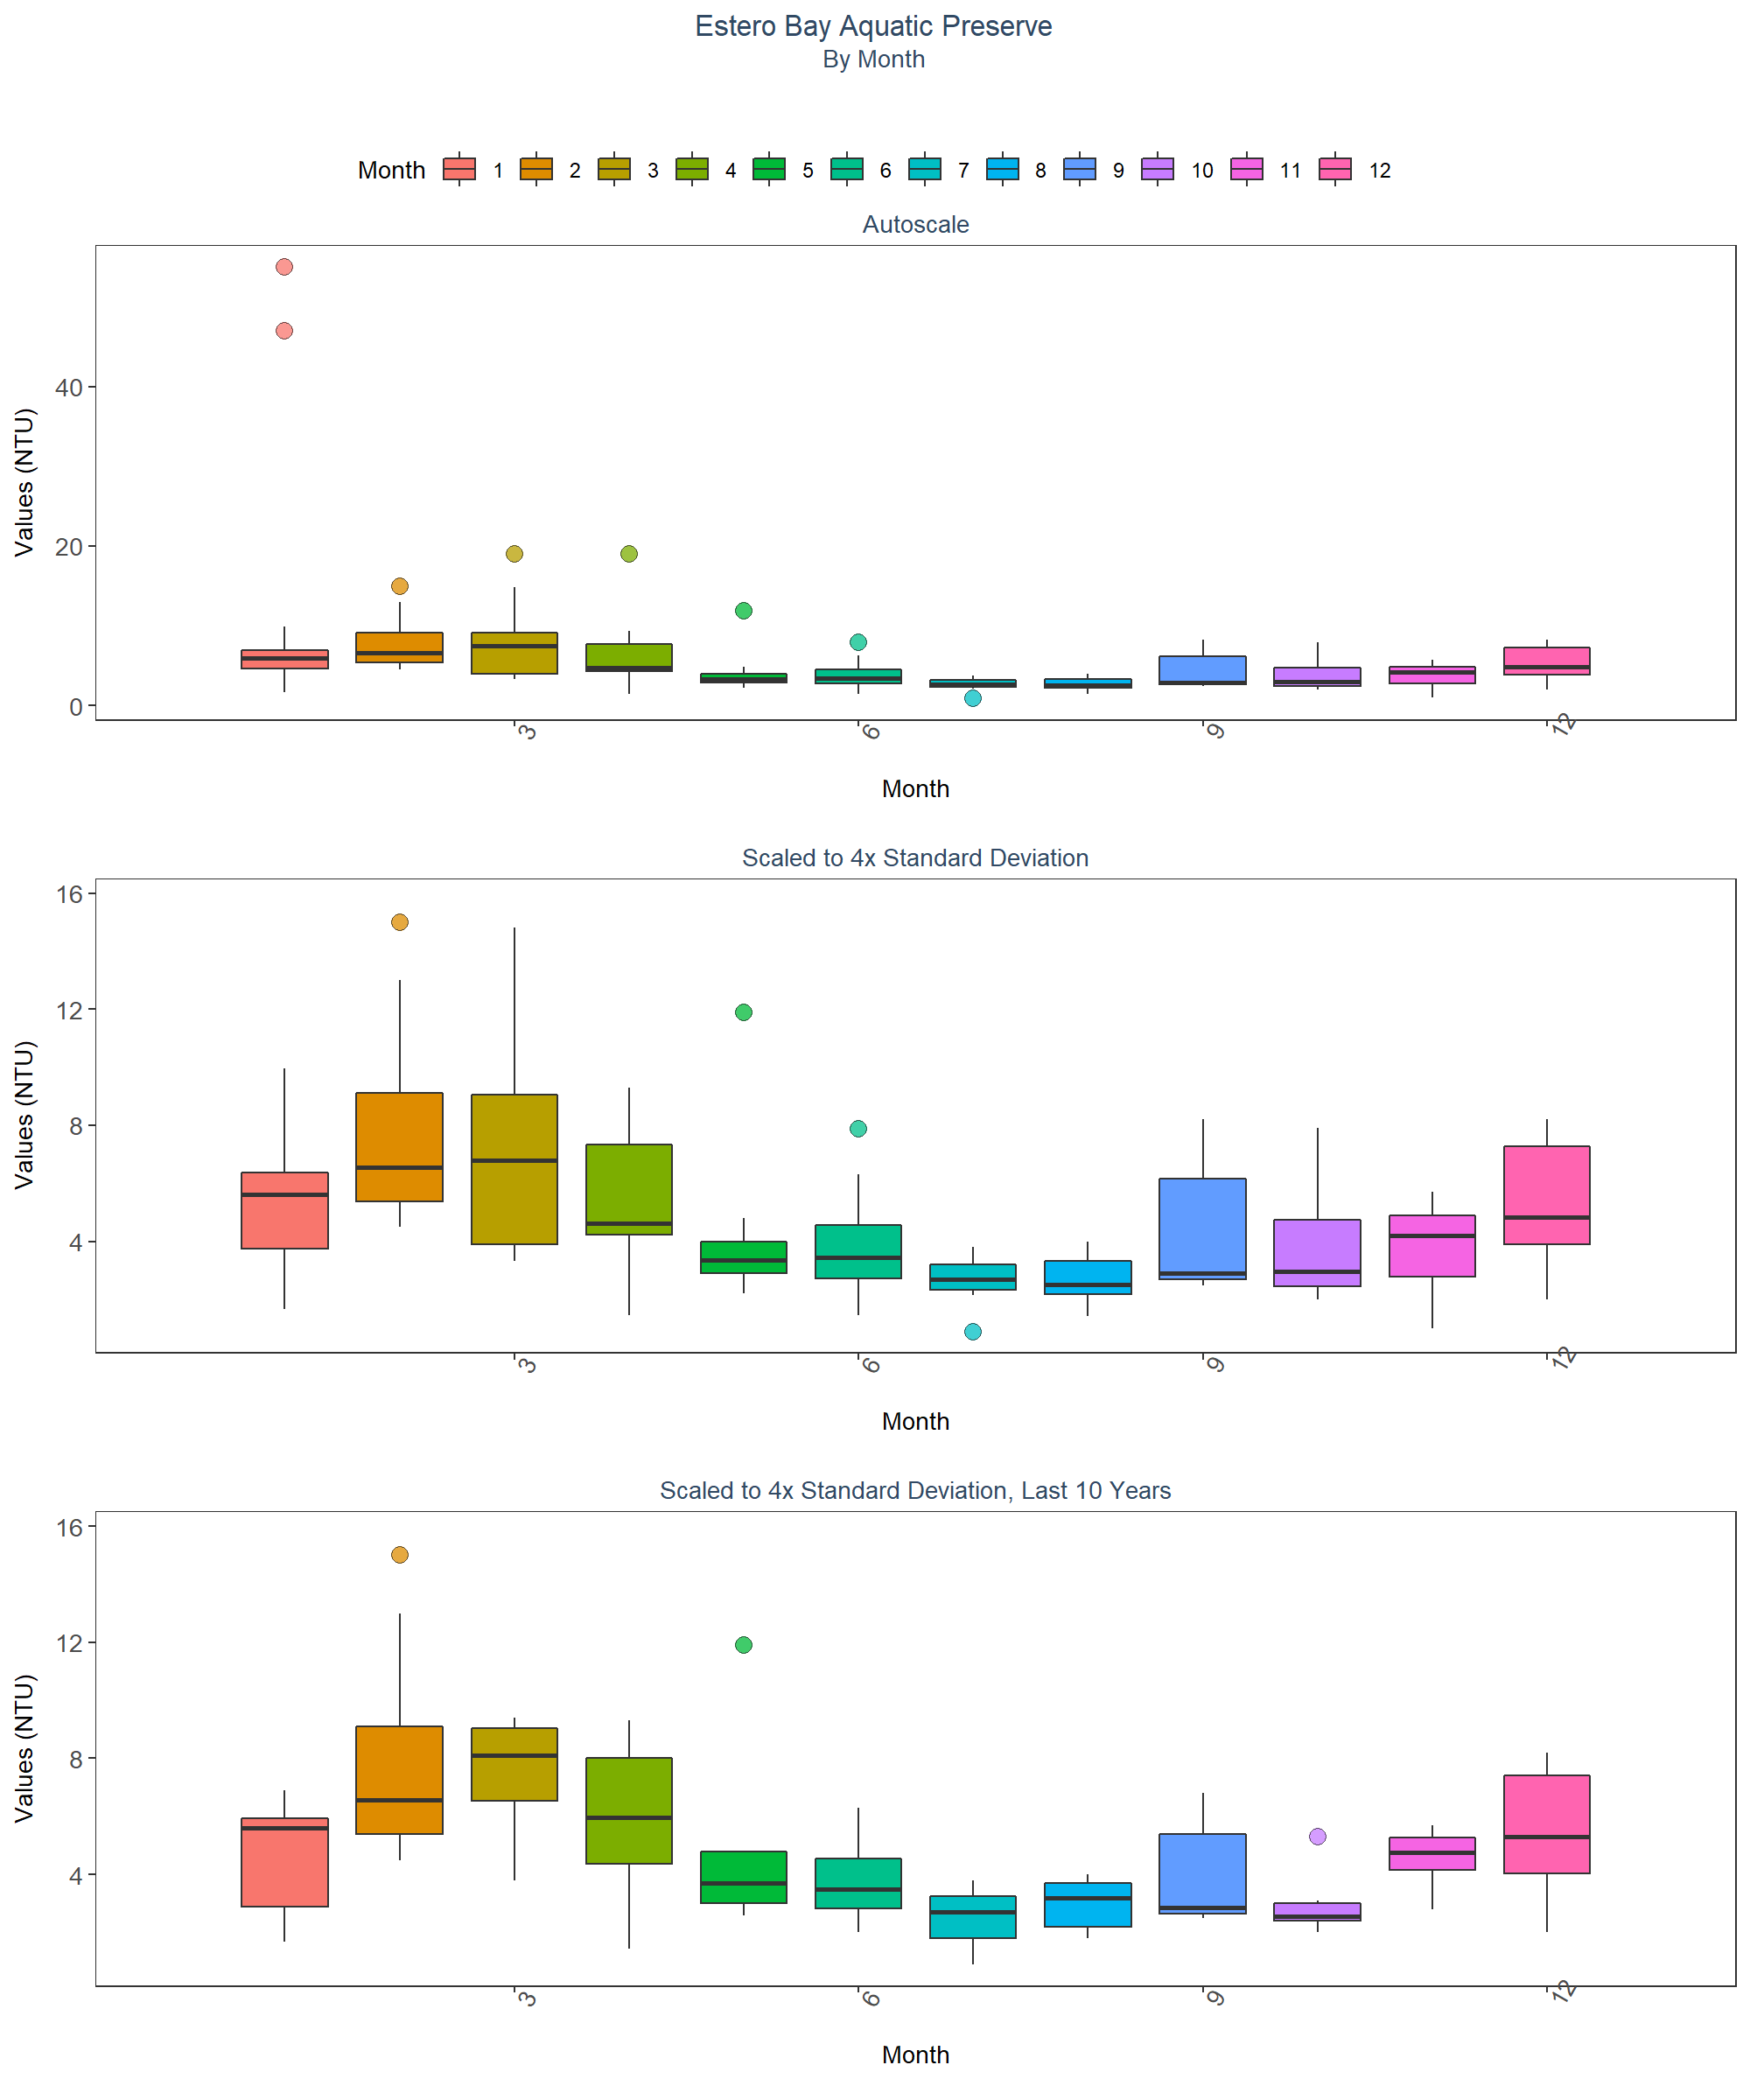 Estero Bay Aquatic Preserve
By Month
Month 1 2 3 4 5 6 7 8 9 10 11 12
Autoscale
Values (NTU)
40
20
0
3 6 9 12
Month
Scaled to 4x Standard Deviation
Values (NTU)
16
12
8
4
3 6 9 12
Month
Scaled to 4x Standard Deviation, Last 10 Years
Values (NTU)
16
12
8
4
3 6 9 12
Month